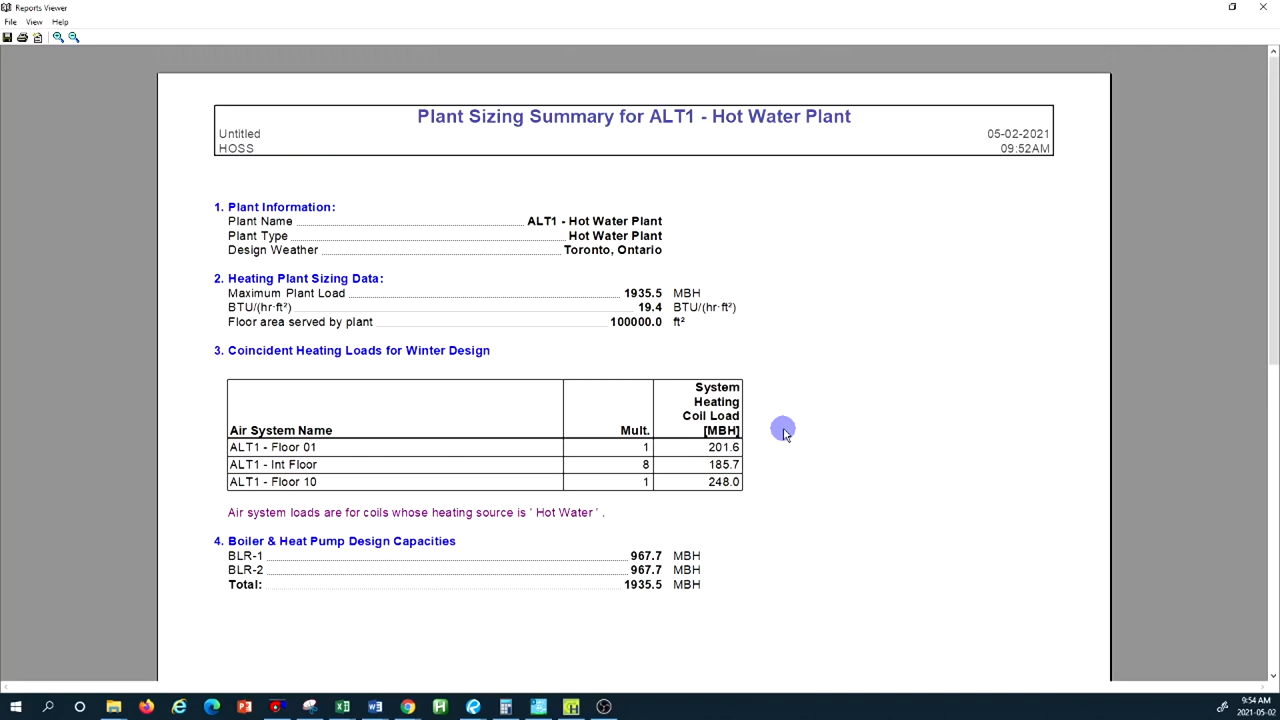 Reports Viewer
File View Help
Plant Sizing Summary for ALT1 - Hot Water Plant
Untitled 05-02-2021
HOSS 09:52AM
1. Plant Information:
Plant Name ALT1 - Hot Water Plant
Plant Type Hot Water Plant
Design Weather Toronto, Ontario
2. Heating Plant Sizing Data:
Maximum Plant Load 1935.5 MBH
BTU/(hr·ft²) 19.4 BTU/(hr·ft²)
Floor area served by plant 100000.0 ft²
3. Coincident Heating Loads for Winter Design
System
Heating
Coil Load
Air System Name Mult. [MBH]
ALT1 - Floor 01 1 201.6
ALT1 - Int Floor 8 185.7
ALT1 - Floor 10 1 248.0
Air system loads are for coils whose heating source is ' Hot Water ' .
4. Boiler & Heat Pump Design Capacities
BLR-1 967.7 MBH
BLR-2 967.7 MBH
Total: 1935.5 MBH
9:54 AM
2021-05-02